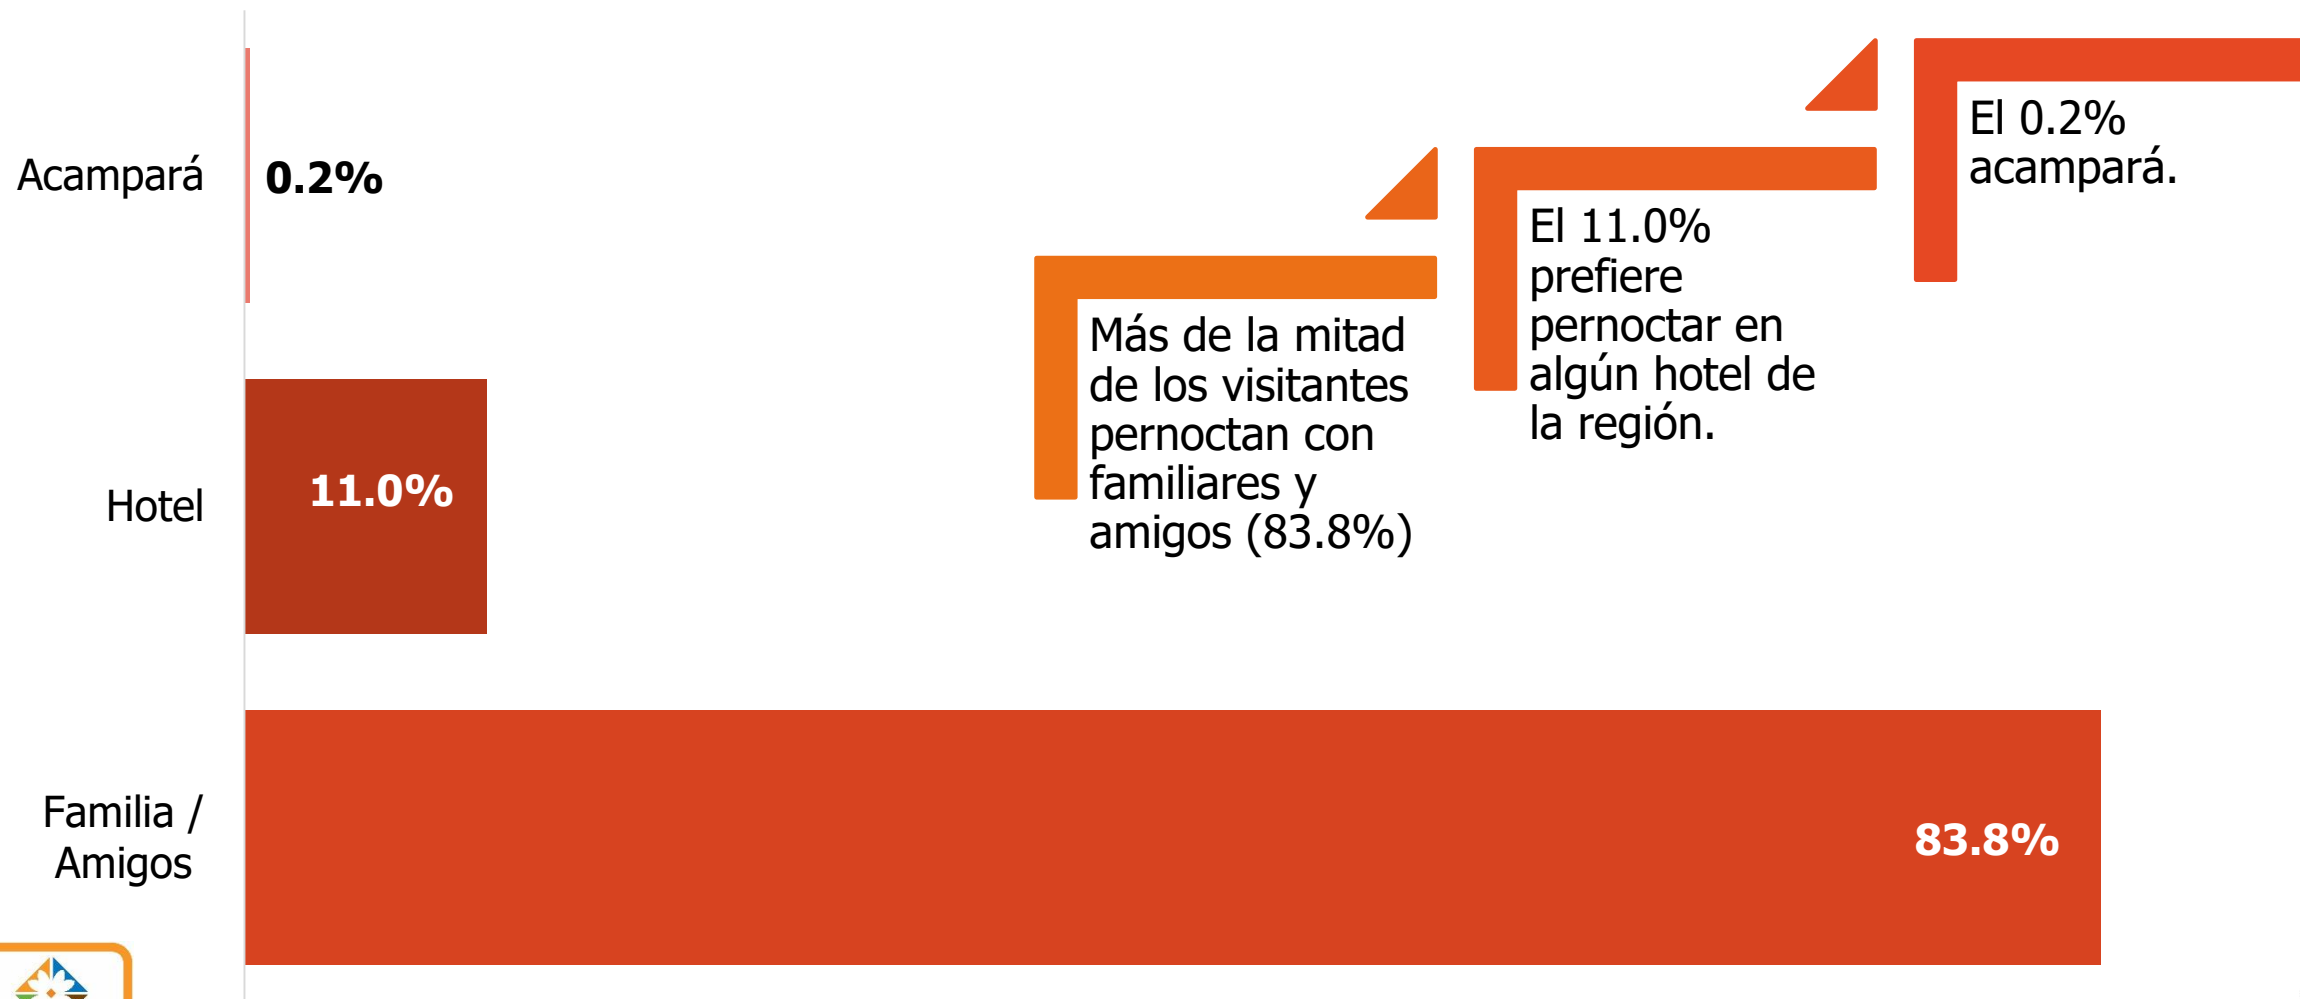 Acampará
0.2%
Hotel
11.0%
Familia /
Amigos
83.8%
Más de la mitad
de los visitantes
pernoctan con
familiares y
amigos (83.8%)
El 11.0%
prefiere
pernoctar en
algún hotel de
la región.
El 0.2%
acampará.